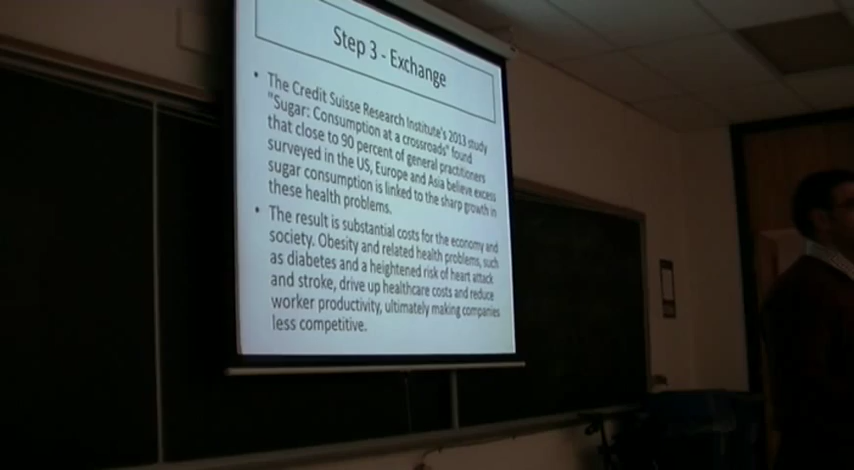 Step 3 - Exchange
• The Credit Suisse Research Institute's 2013 study
"Sugar: Consumption at a crossroads" found
that close to 90 percent of general practitioners
surveyed in the US, Europe and Asia believe excess
sugar consumption is linked to the sharp growth in
these health problems.
• The result is substantial costs for the economy and
society. Obesity and related health problems, such
as diabetes and a heightened risk of heart attack
and stroke, drive up healthcare costs and reduce
worker productivity, ultimately making companies
less competitive.